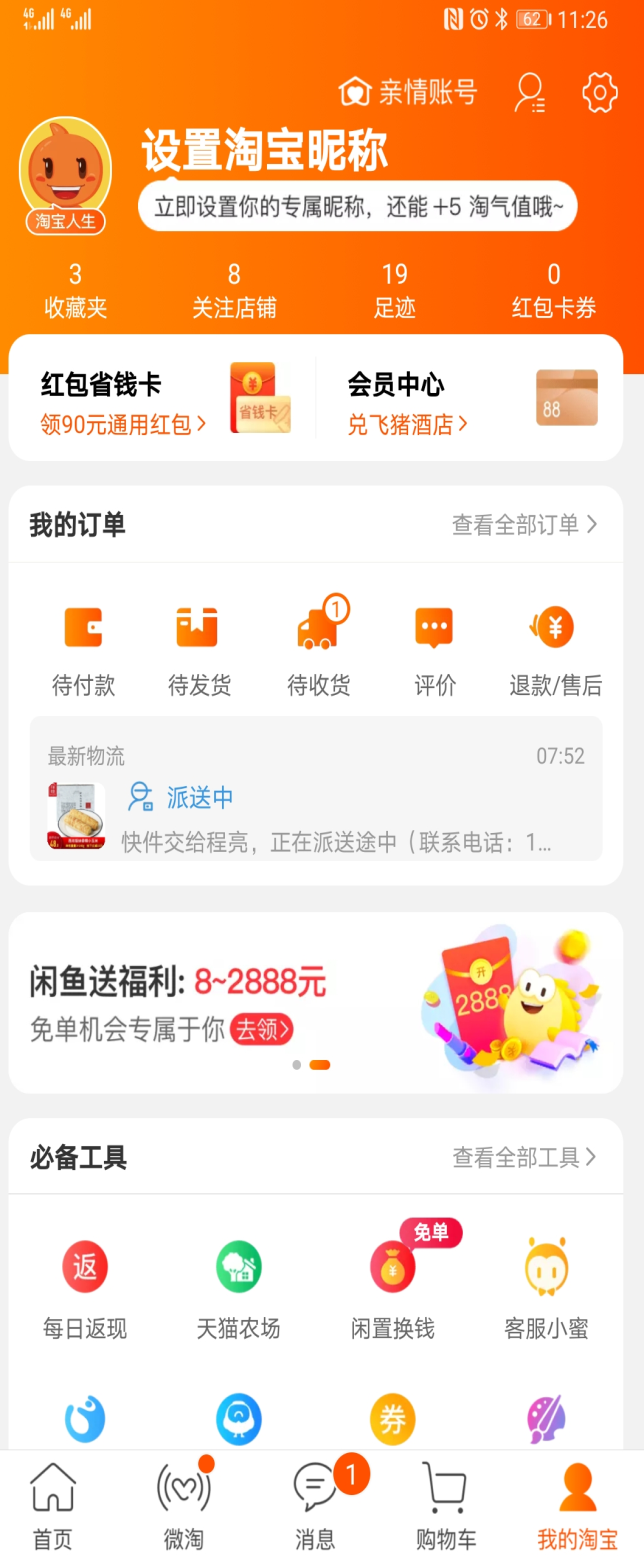 4G 4G 62 11:26
亲情账号
设置淘宝昵称
立即设置你的专属昵称，还能 +5 淘气值哦~
淘宝人生
3 8 19 0
收藏夹 关注店铺 足迹 红包卡券
红包省钱卡 会员中心
省钱卡
88
领90元通用红包 兑飞猪酒店
我的订单 查看全部订单
1
待付款 待发货 待收货 评价 退款/售后
最新物流 07:52
派送中
快件交给程亮，正在派送途中（联系电话：1...
闲鱼送福利: 8~2888元
开
2888
免单机会专属于你 去领
必备工具 查看全部工具
免单
返
每日返现 天猫农场 闲置换钱 客服小蜜
券
1
首页 微淘 消息 购物车 我的淘宝